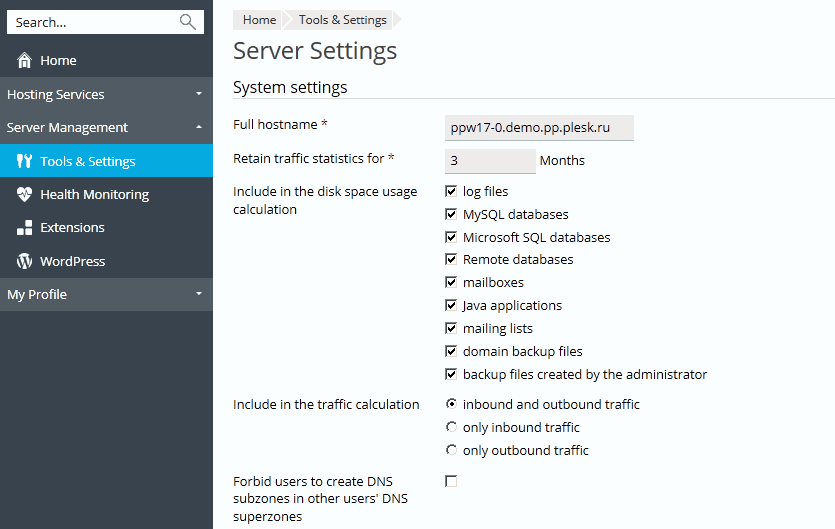 Search...
Home
Hosting Services
Server Management
Tools & Settings
Health Monitoring
Extensions
WordPress
My Profile
Home
Tools & Settings
Server Settings
System settings
Full hostname *
ppw17-0.demo.pp.plesk.ru
Retain traffic statistics for *
3
Months
Include in the disk space usage
calculation
log files
MySQL databases
Microsoft SQL databases
Remote databases
mailboxes
Java applications
mailing lists
domain backup files
backup files created by the administrator
Include in the traffic calculation
inbound and outbound traffic
only inbound traffic
only outbound traffic
Forbid users to create DNS
subzones in other users' DNS
superzones